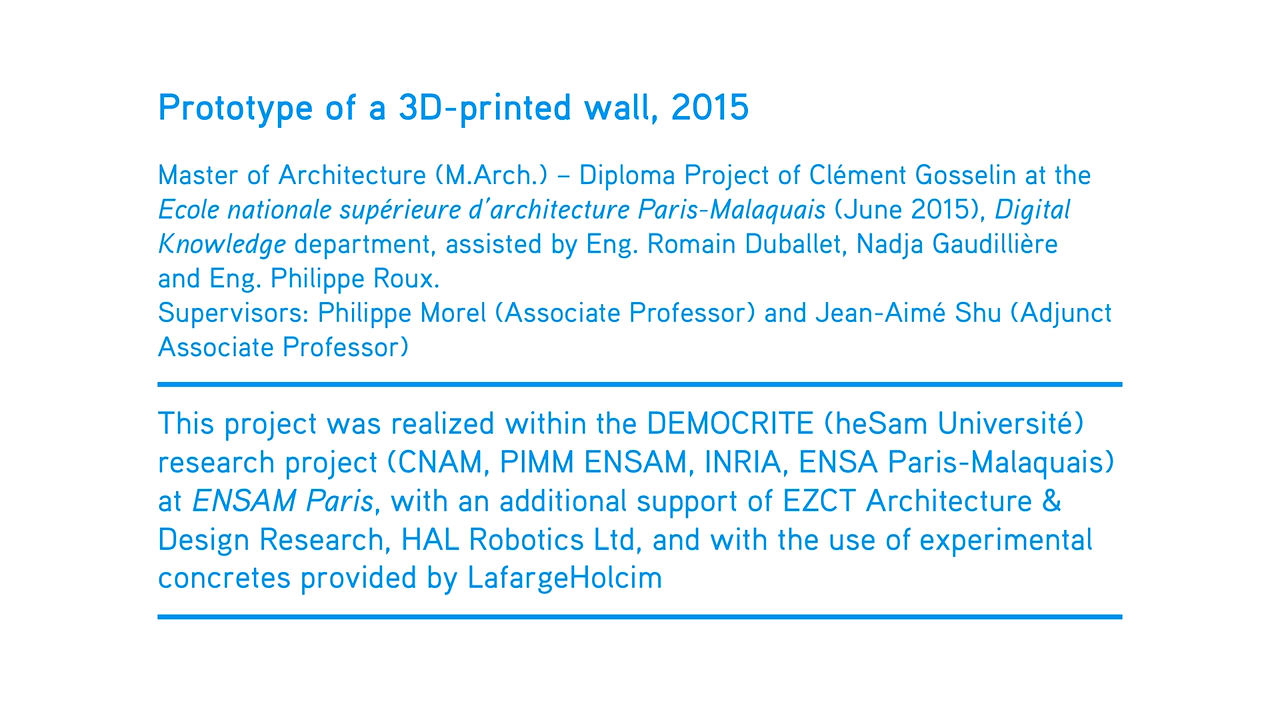 Prototype of a 3D-printed wall, 2015
Master of Architecture (M.Arch.) – Diploma Project of Clément Gosselin at the
Ecole nationale supérieure d'architecture Paris-Malaquais (June 2015), Digital
Knowledge department, assisted by Eng. Romain Duballet, Nadja Gaudillière
and Eng. Philippe Roux.
Supervisors: Philippe Morel (Associate Professor) and Jean-Aimé Shu (Adjunct
Associate Professor)
This project was realized within the DEMOCRITE (heSam Université)
research project (CNAM, PIMM ENSAM, INRIA, ENSA Paris-Malaquais)
at ENSAM Paris, with an additional support of EZCT Architecture &
Design Research, HAL Robotics Ltd, and with the use of experimental
concretes provided by LafargeHolcim